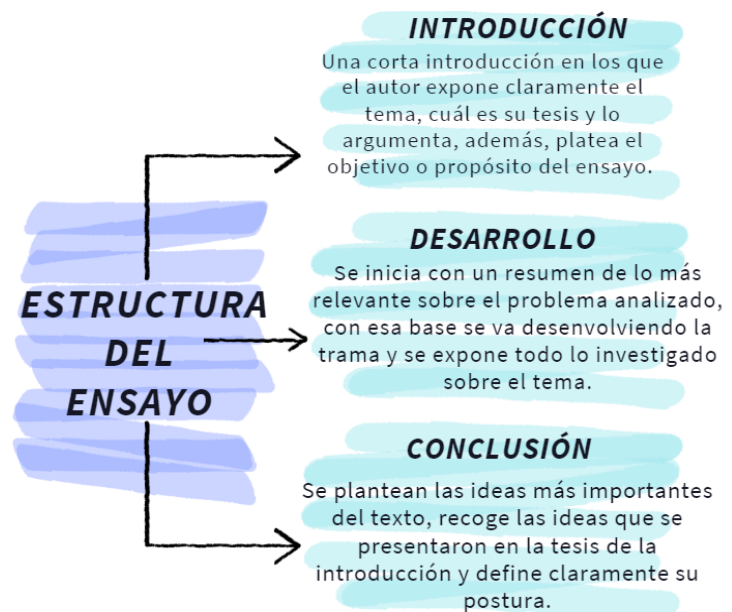 ESTRUCTURA
DEL
ENSAYO
INTRODUCCIÓN
Una corta introducción en los que
el autor expone claramente el
tema, cuál es su tesis y lo
argumenta, además, platea el
objetivo o propósito del ensayo.
DESARROLLO
Se inicia con un resumen de lo más
relevante sobre el problema analizado,
con esa base se va desenvolviendo la
trama y se expone todo lo investigado
sobre el tema.
CONCLUSIÓN
Se plantean las ideas más importantes
del texto, recoge las ideas que se
presentaron en la tesis de la
introducción y define claramente su
postura.